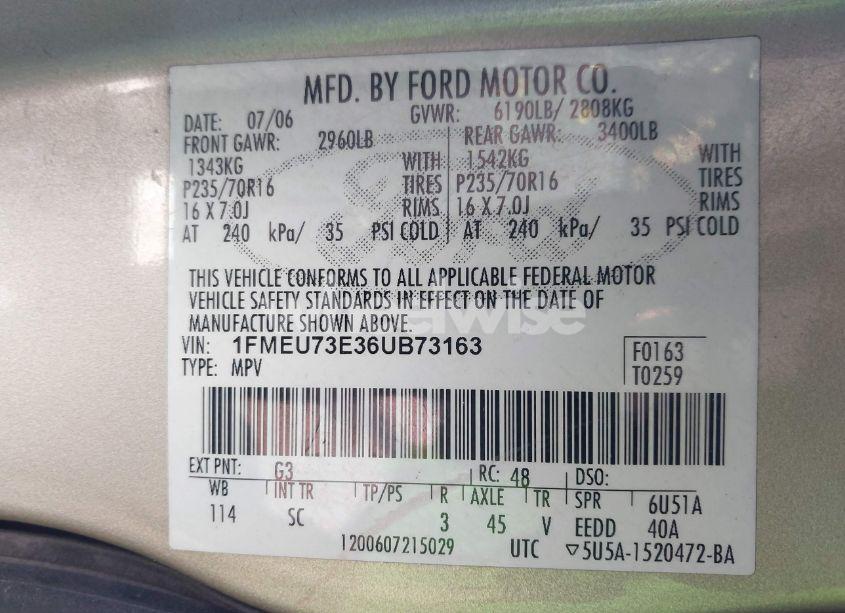 MFD. BY FORD MOTOR CO.
DATE: 07/06 GVWR: 6190LB/ 2808KG
FRONT GAWR: 2960LB REAR GAWR: 3400LB
1343KG WITH 1542KG WITH
P235/70R16 TIRES P235/70R16 TIRES
16 X 7.0J RIMS 16 X 7.0J RIMS
AT 240 kPa/ 35 PSI COLD AT 240 kPa/ 35 PSI COLD
THIS VEHICLE CONFORMS TO ALL APPLICABLE FEDERAL MOTOR
VEHICLE SAFETY STANDARDS IN EFFECT ON THE DATE OF
MANUFACTURE SHOWN ABOVE.
VIN: 1FMEU73E36UB73163 F0163
TYPE: MPV T0259
EXT PNT: G3 RC: 48 DSO:
WB INT TR TP/PS R AXLE TR SPR 6U51A
114 SC 3 45 V EEDD 40A
1200607215029 UTC ▽5U5A-1520472-BA